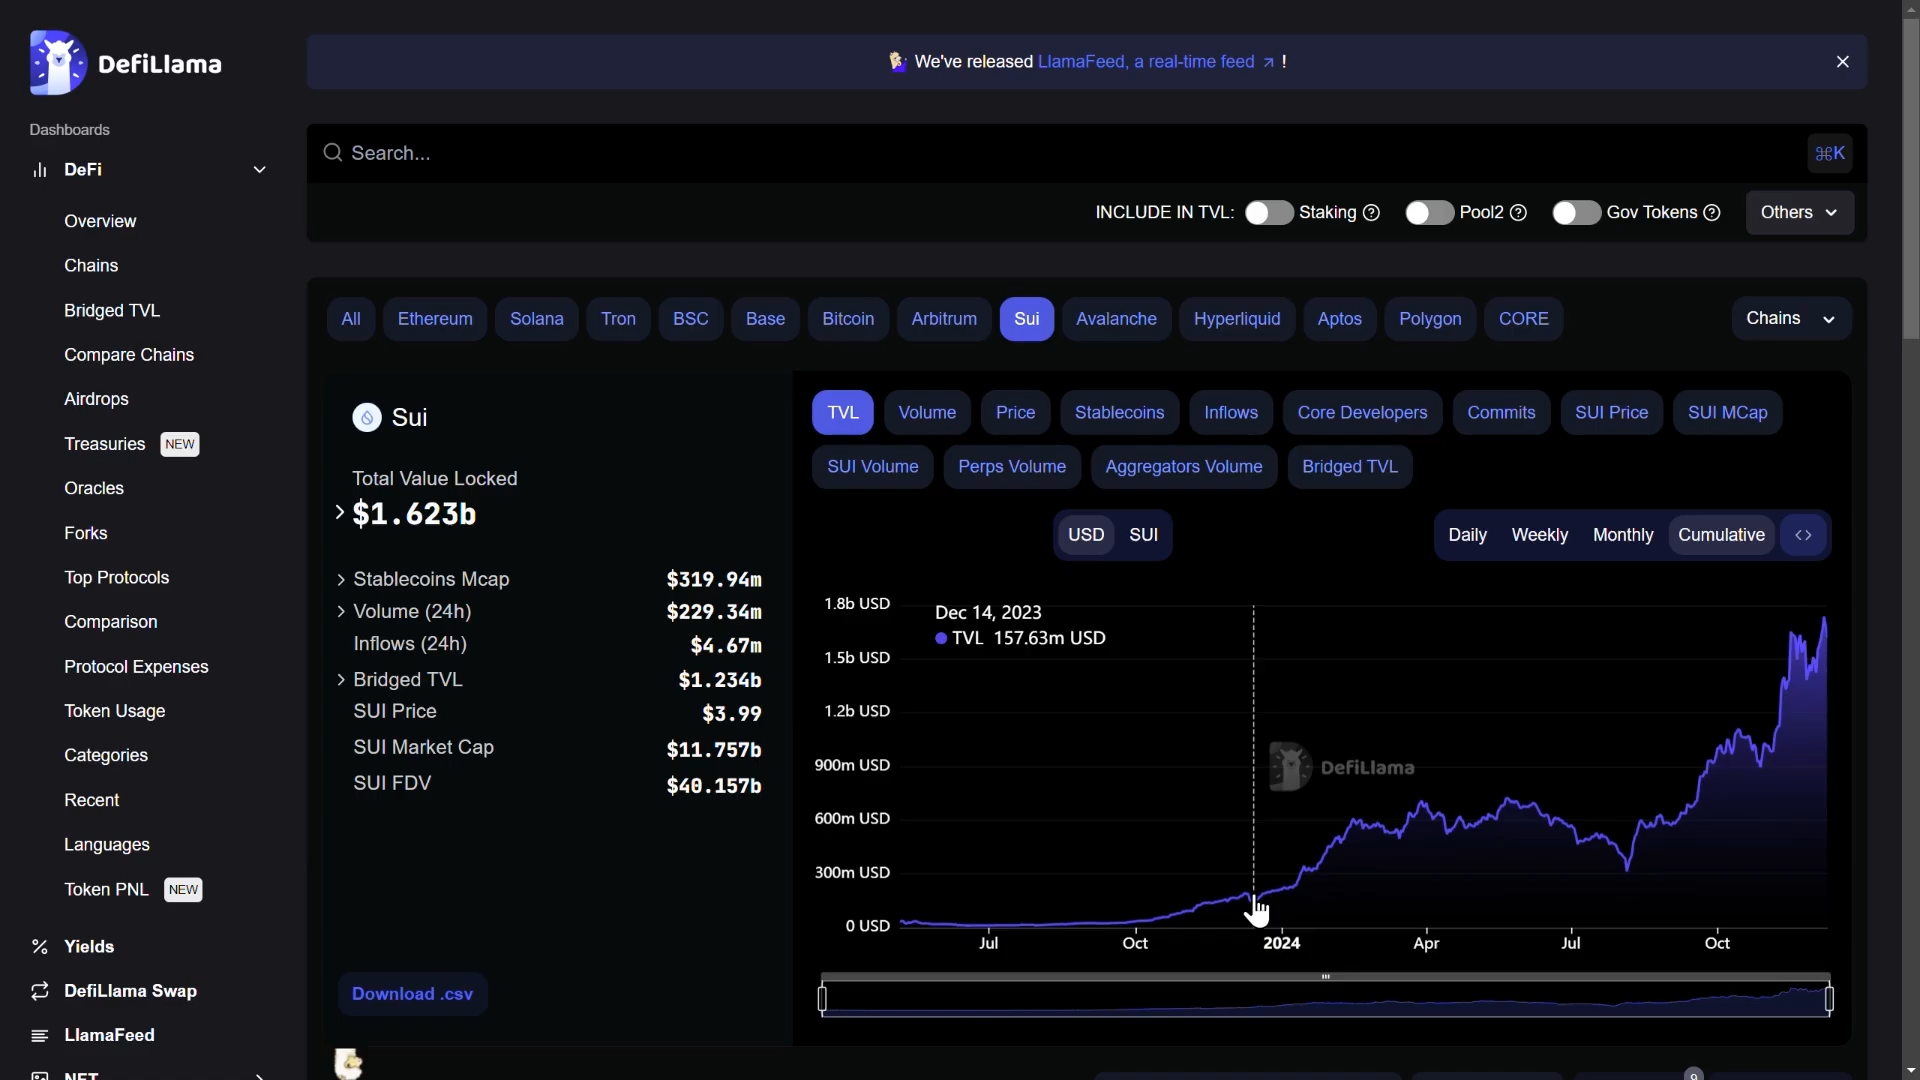 DefiLlama
We've released LlamaFeed, a real-time feed ↗ !
Search...
⌘K
INCLUDE IN TVL: Staking Pool2 Gov Tokens Others
Dashboards
DeFi
Overview
Chains
Bridged TVL
Compare Chains
Airdrops
Treasuries NEW
Oracles
Forks
Top Protocols
Comparison
Protocol Expenses
Token Usage
Categories
Recent
Languages
Token PNL NEW
Yields
DefiLlama Swap
LlamaFeed
NFT
All Ethereum Solana Tron BSC Base Bitcoin Arbitrum Sui Avalanche Hyperliquid Aptos Polygon CORE Chains
Sui
Total Value Locked
$1.623b
Stablecoins Mcap $319.94m
Volume (24h) $229.34m
Inflows (24h) $4.67m
Bridged TVL $1.234b
SUI Price $3.99
SUI Market Cap $11.757b
SUI FDV $40.157b
Download .csv
TVL Volume Price Stablecoins Inflows Core Developers Commits SUI Price SUI MCap
SUI Volume Perps Volume Aggregators Volume Bridged TVL
USD SUI
Daily Weekly Monthly Cumulative <>
Dec 14, 2023
TVL 157.63m USD
1.8b USD
1.5b USD
1.2b USD
900m USD
600m USD
300m USD
0 USD
DefiLlama
Jul Oct 2024 Apr Jul Oct
9